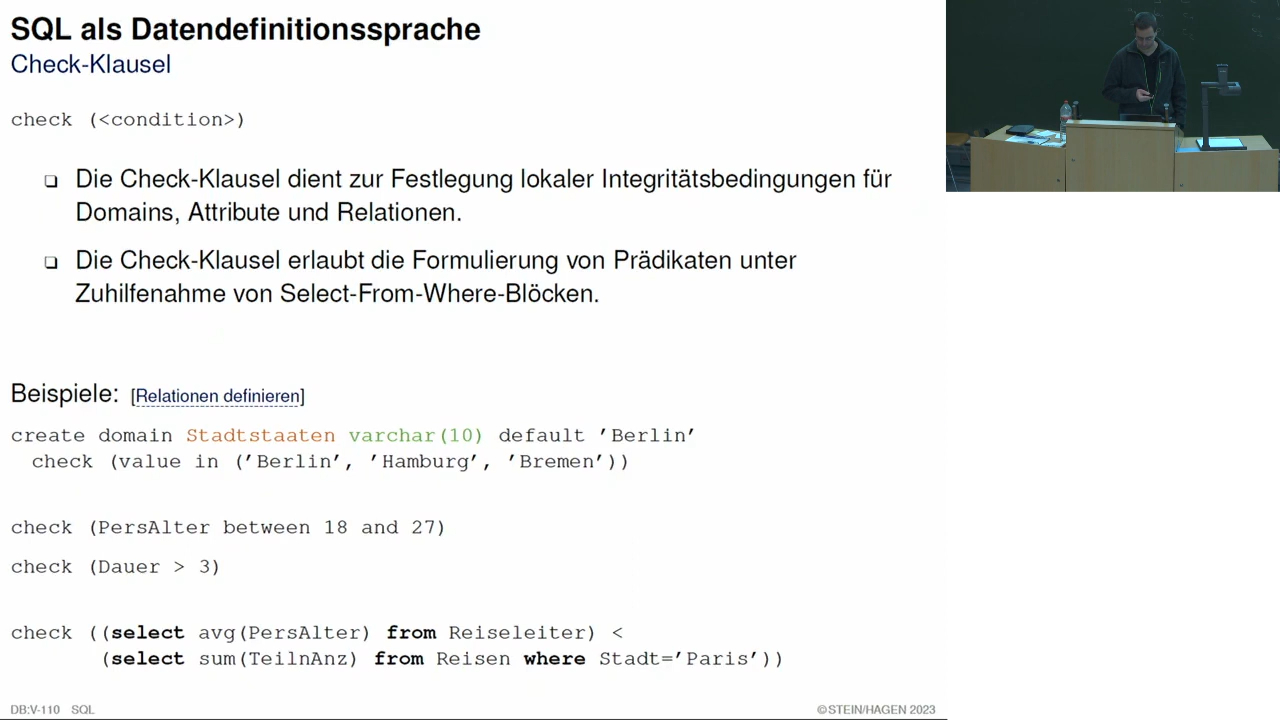 SQL als Datendefinitionssprache
Check-Klausel
check (<condition>)
❑ Die Check-Klausel dient zur Festlegung lokaler Integritätsbedingungen für
Domains, Attribute und Relationen.
❑ Die Check-Klausel erlaubt die Formulierung von Prädikaten unter
Zuhilfenahme von Select-From-Where-Blöcken.
Beispiele: [Relationen definieren]
create domain Stadtstaaten varchar(10) default ’Berlin’
check (value in (’Berlin’, ’Hamburg’, ’Bremen’))
check (PersAlter between 18 and 27)
check (Dauer > 3)
check ((select avg(PersAlter) from Reiseleiter) <
(select sum(TeilnAnz) from Reisen where Stadt=’Paris’))
DB:V-110 SQL ©STEIN/HAGEN 2023